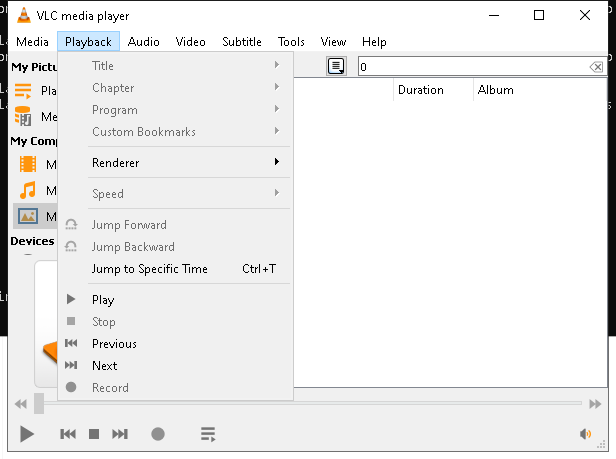 VLC media player
Media Playback Audio Video Subtitle Tools View Help
My Pictu
0
Title
Pla
Duration Album
Chapter
Me
Program
Custom Bookmarks
My Comp
Renderer
M
M
Speed
M
Jump Forward
Devices
Jump Backward
Jump to Specific Time Ctrl+T
Play
Stop
Previous
Next
Record